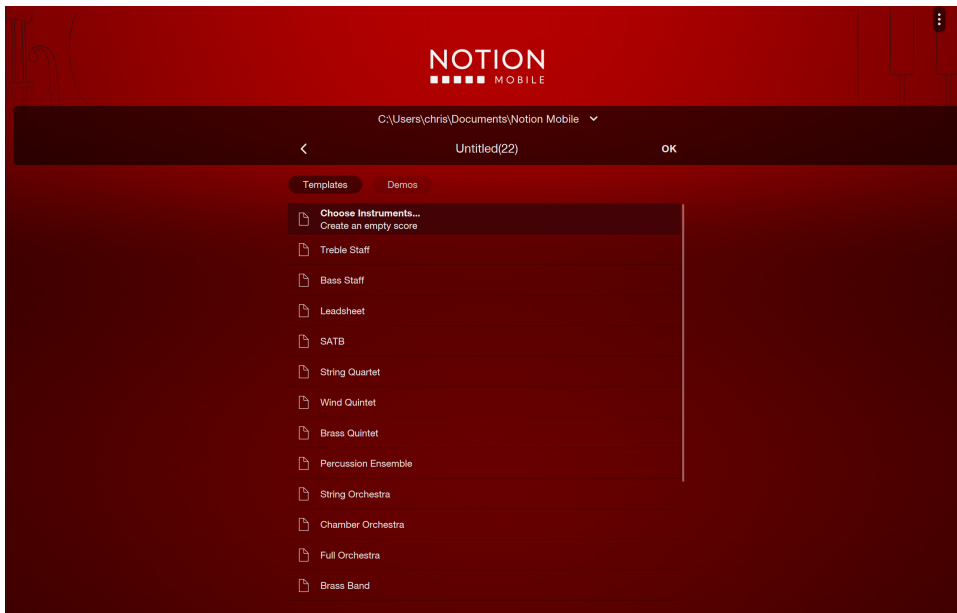 NOTION
MOBILE
C:\Users\chris\Documents\Notion Mobile
Untitled(22)
OK
Templates
Demos
Choose Instruments...
Create an empty score
Treble Staff
Bass Staff
Leadsheet
SATB
String Quartet
Wind Quintet
Brass Quintet
Percussion Ensemble
String Orchestra
Chamber Orchestra
Full Orchestra
Brass Band